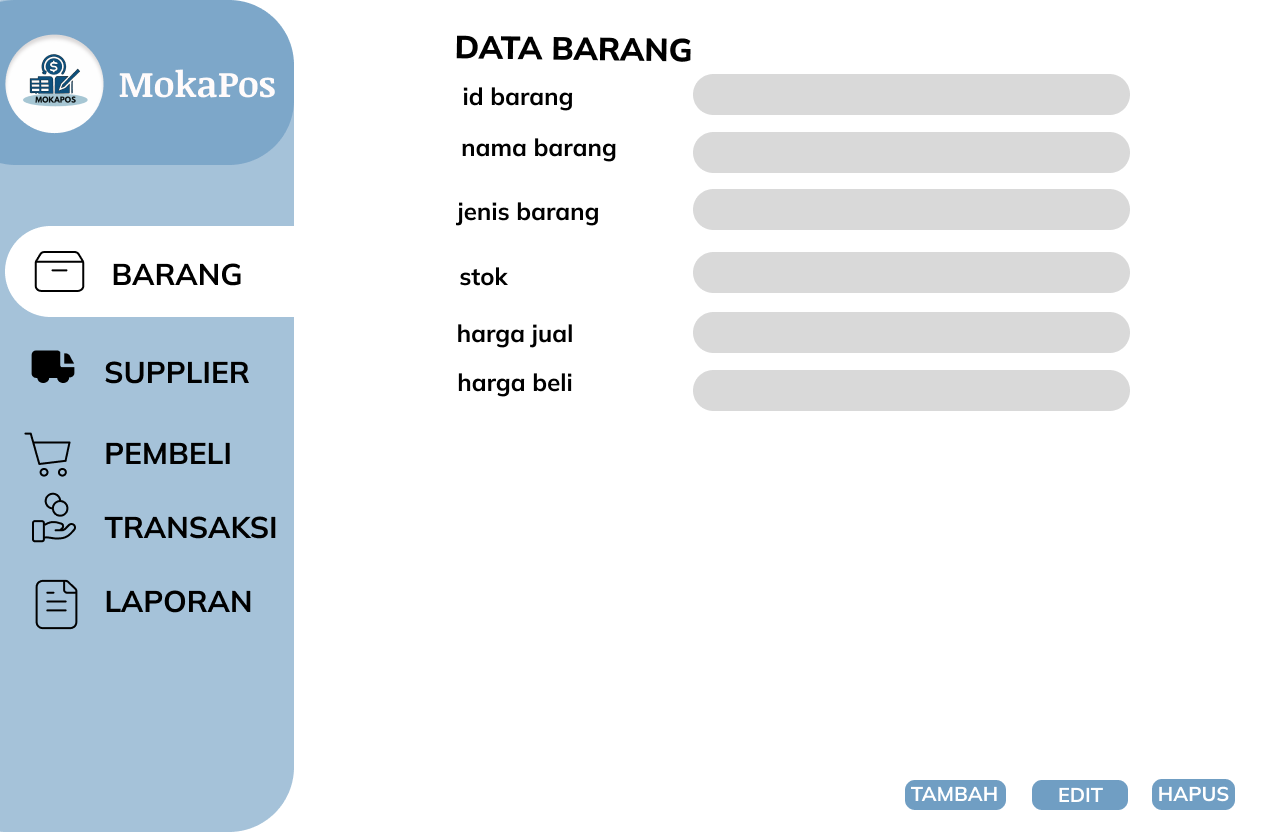 MOKAPOS
MokaPos
BARANG
SUPPLIER
PEMBELI
TRANSAKSI
LAPORAN
DATA BARANG
id barang
nama barang
jenis barang
stok
harga jual
harga beli
TAMBAH
EDIT
HAPUS